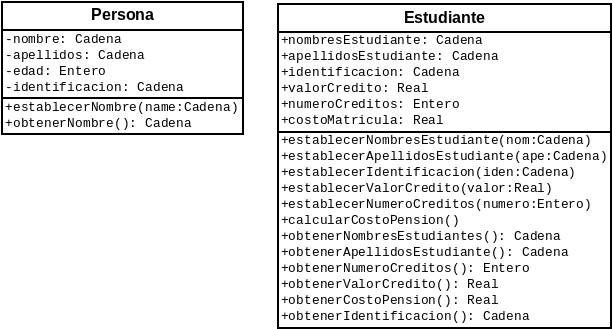 Persona
-nombre: Cadena
-apellidos: Cadena
-edad: Entero
-identificacion: Cadena
+establecerNombre(name:Cadena)
+obtenerNombre(): Cadena
Estudiante
+nombresEstudiante: Cadena
+apellidosEstudiante: Cadena
+identificacion: Cadena
+valorCredito: Real
+numeroCreditos: Entero
+costoMatricula: Real
+establecerNombresEstudiante(nom:Cadena)
+establecerApellidosEstudiante(ape:Cadena)
+establecerIdentificacion(iden:Cadena)
+establecerValorCredito(valor:Real)
+establecerNumeroCreditos(numero:Entero)
+calcularCostoPension()
+obtenerNombresEstudiantes(): Cadena
+obtenerApellidosEstudiante(): Cadena
+obtenerNumeroCreditos(): Entero
+obtenerValorCredito(): Real
+obtenerCostoPension(): Real
+obtenerIdentificacion(): Cadena